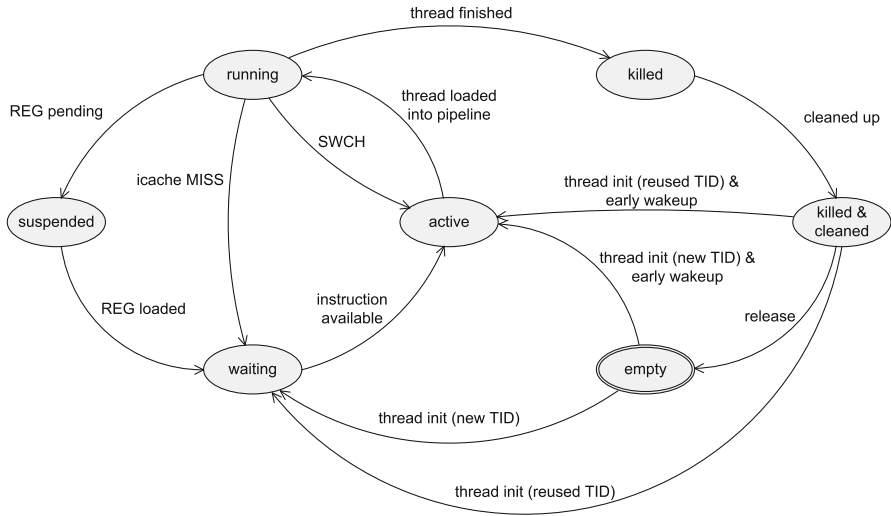 thread finished
running
killed
REG pending
thread loaded
into pipeline
cleaned up
SWCH
icache MISS
thread init (reused TID) &
early wakeup
suspended
active
killed &
cleaned
thread init (new TID) &
early wakeup
REG loaded
instruction
available
release
waiting
empty
thread init (new TID)
thread init (reused TID)